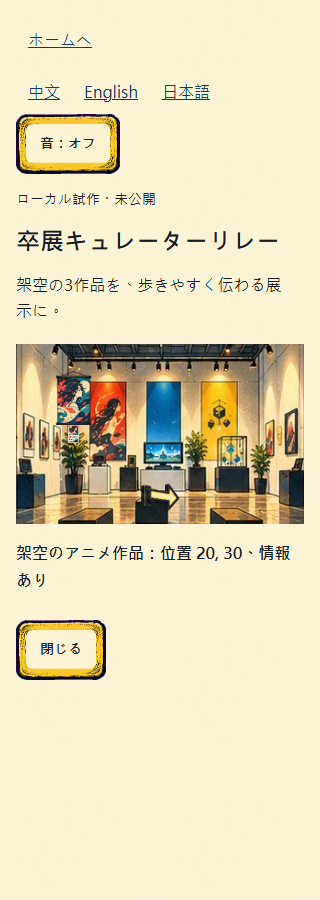 ホームへ
中文 English 日本語
音：オフ
ローカル試作・未公開
卒展キュレーターリレー
架空の3作品を、歩きやすく伝わる展
示に。
架空のアニメ作品：位置 20, 30、情報
あり
閉じる